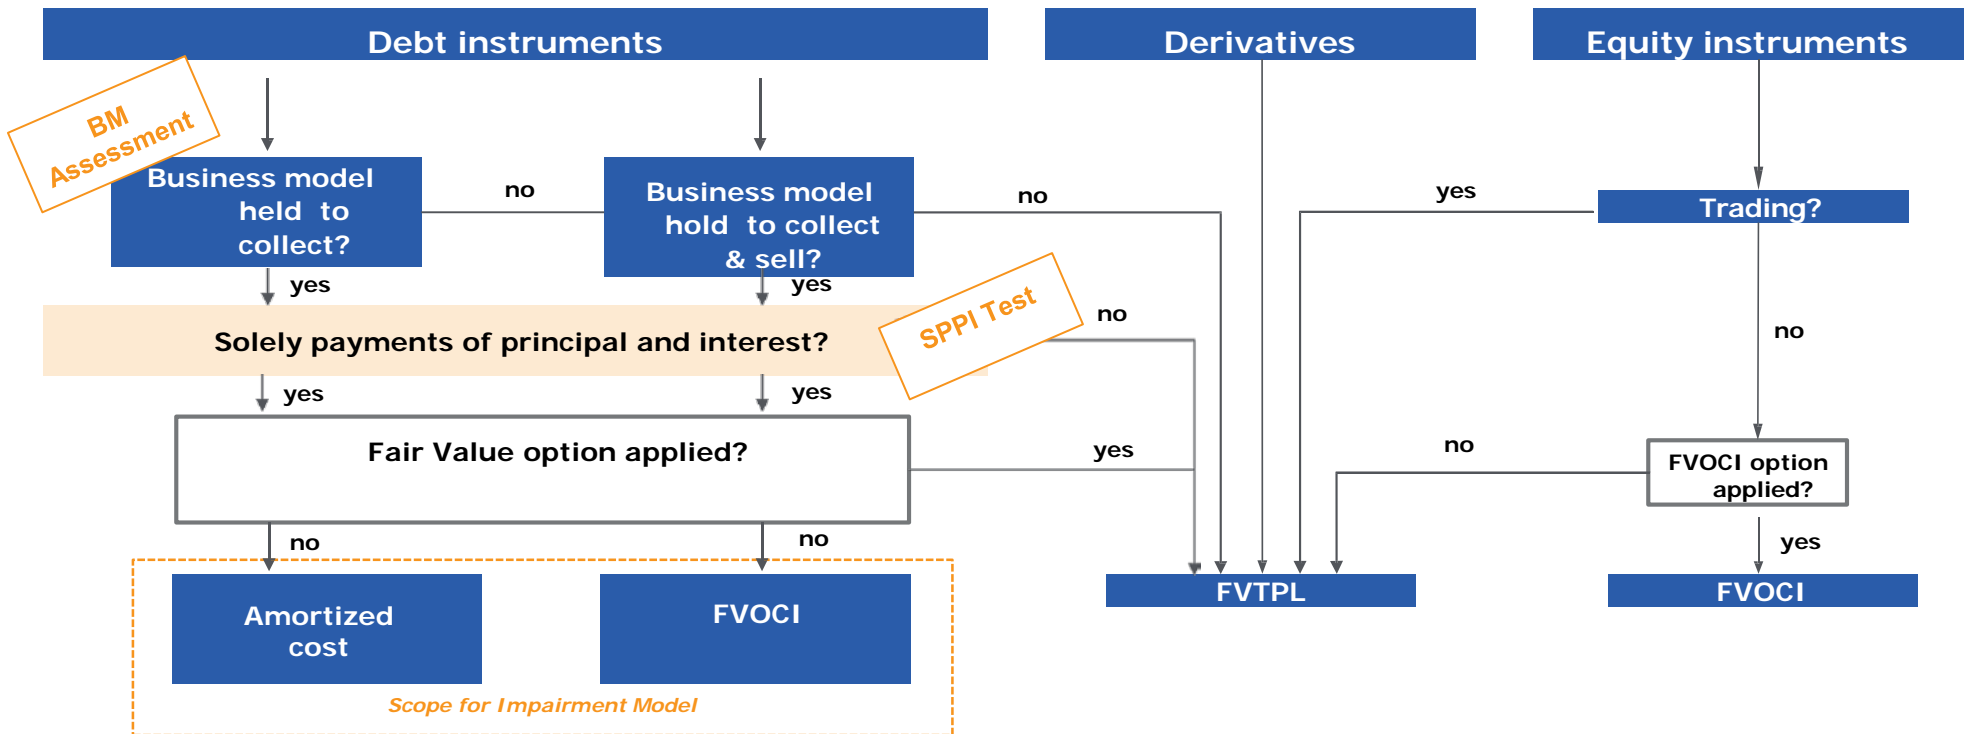 Debt instruments
Derivatives
Equity instruments
BM
Assessment
Business model
held to
collect?
no
Business model
hold to collect
& sell?
no
yes
Trading?
yes
yes
SPPI Test
no
Solely payments of principal and interest?
no
yes
yes
Fair Value option applied?
yes
no
FVOCI option
applied?
no
no
yes
Amortized
cost
FVOCI
FVTPL
FVOCI
Scope for Impairment Model